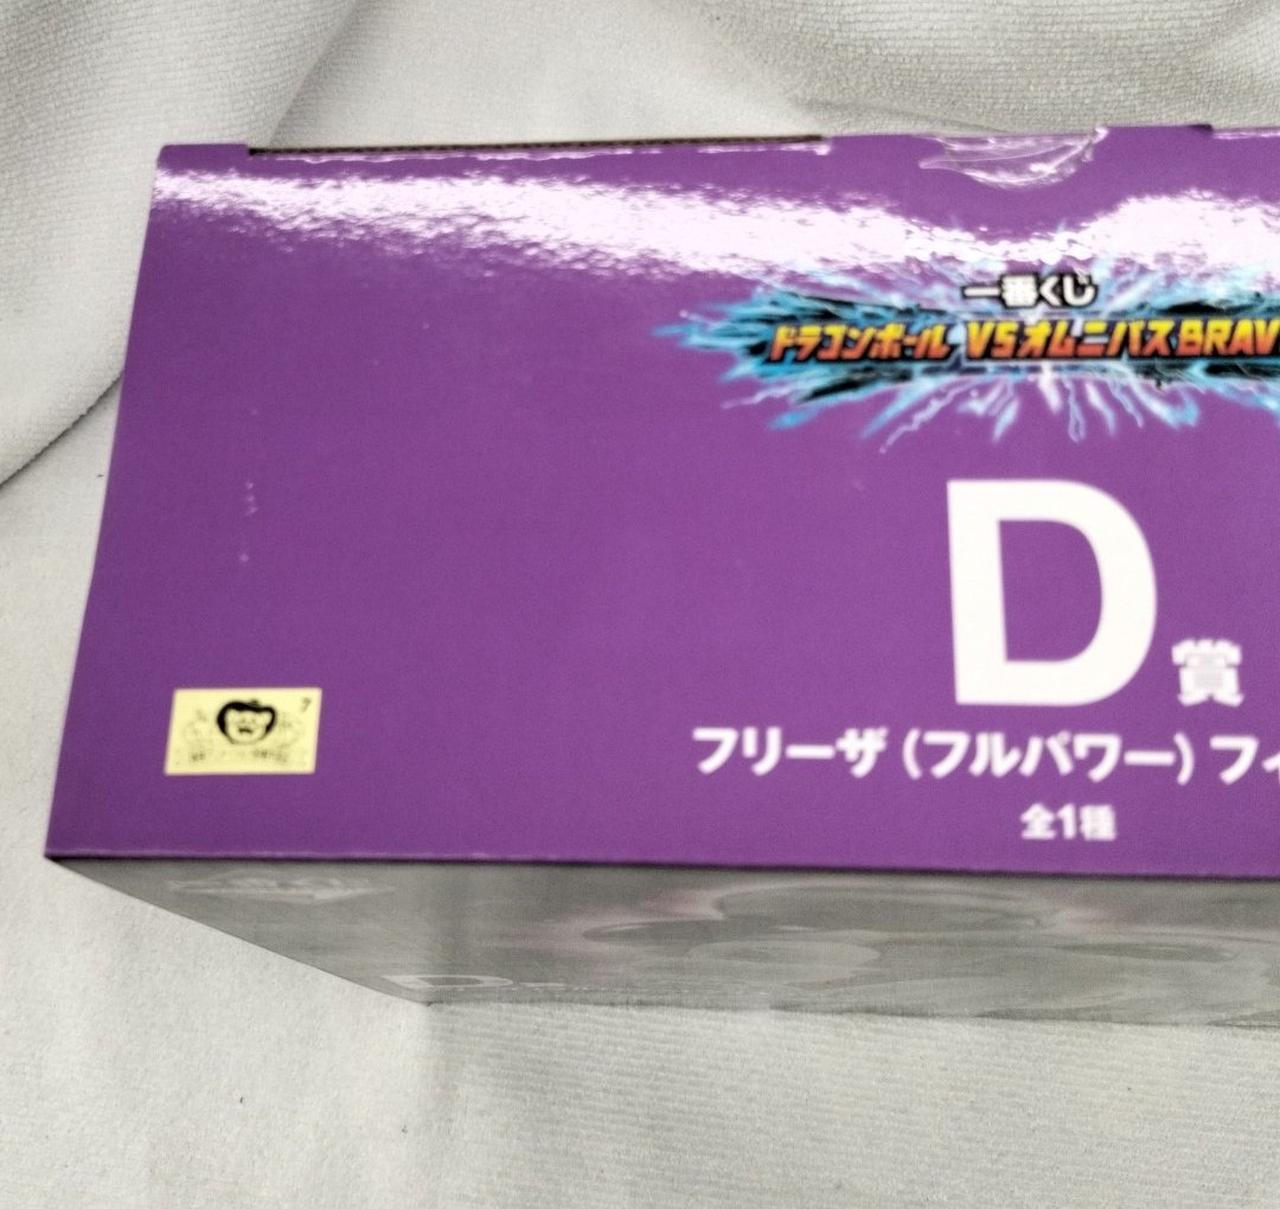 一番くじ
ドラゴンボール VSオムニバスBRAV
D賞
フリーザ(フルパワー)フィ
全1種
7
D